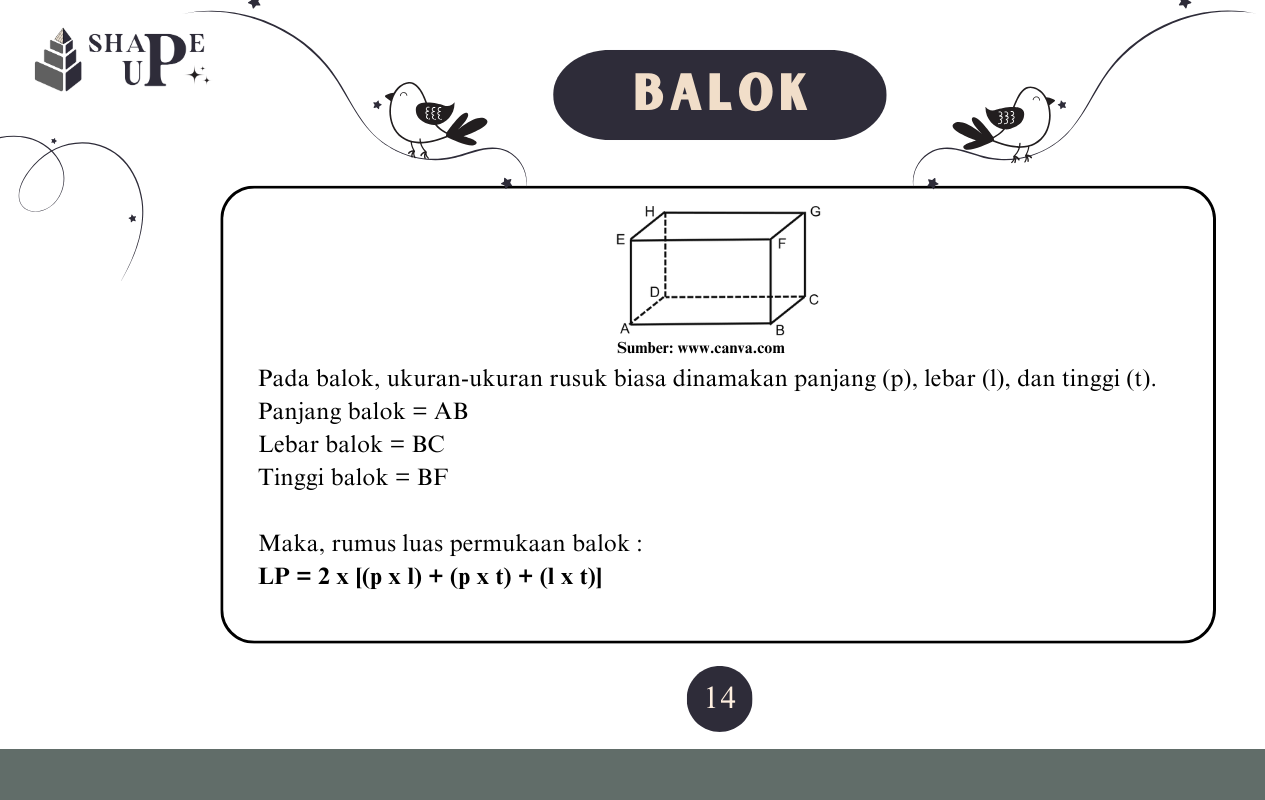 SHAPE
UP
BALOK
H
G
E
F
D
C
A
B
Sumber: www.canva.com
Pada balok, ukuran-ukuran rusuk biasa dinamakan panjang (p), lebar (l), dan tinggi (t).
Panjang balok = AB
Lebar balok = BC
Tinggi balok = BF
Maka, rumus luas permukaan balok :
LP = 2 x [(p x l) + (p x t) + (l x t)]
14